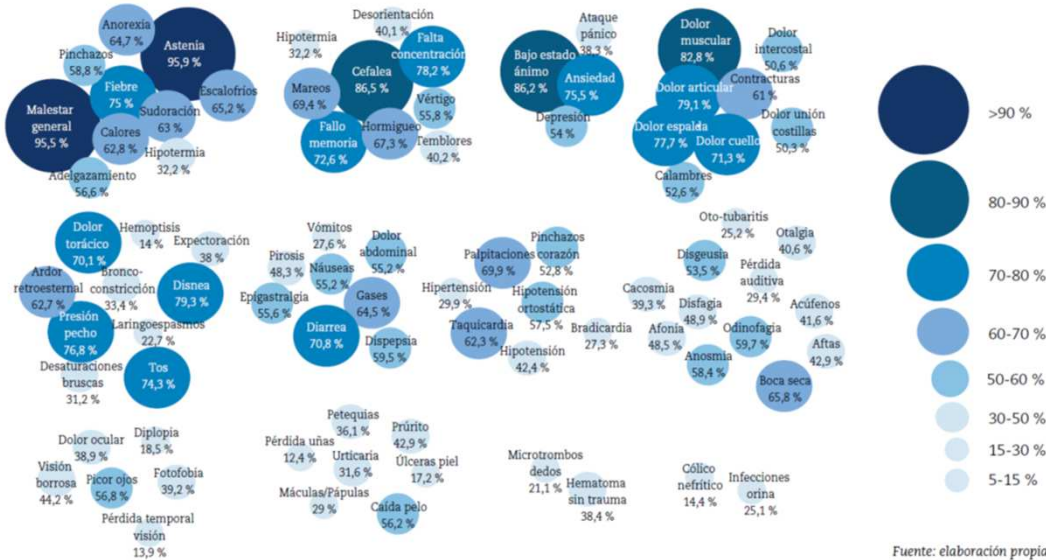 Anorexia
64,7 %
Astenia
95,9 %
Pinchazos
58,8 %
Fiebre
75 %
Escalofríos
65,2 %
Malestar
general
95,5 %
Sudoración
63 %
Calores
62,8 %
Hipotermia
32,2 %
Adelgazamiento
56,6 %
Desorientación
40,1 %
Hipotermia
32,2 %
Falta
concentración
78,2 %
Cefalea
86,5 %
Mareos
69,4 %
Vértigo
55,8 %
Fallo
memoria
72,6 %
Hormigueo
67,3 %
Temblores
40,2 %
Ataque
pánico
38,3 %
Bajo estado
ánimo
86,2 %
Ansiedad
75,5 %
Depresión
54 %
Dolor
muscular
82,8 %
Dolor
intercostal
50,6 %
Contracturas
61 %
Dolor articular
79,1 %
Dolor espalda
77,7 %
Dolor cuello
71,3 %
Dolor unión
costillas
50,3 %
Calambres
52,6 %
Dolor
torácico
70,1 %
Hemoptisis
14 %
Expectoración
38 %
Ardor
retroesternal
62,7 %
Bronco-
constricción
33,4 %
Disnea
79,3 %
Presión
pecho
76,8 %
Laringoespasmos
22,7 %
Desaturaciones
bruscas
31,2 %
Tos
74,3 %
Vómitos
27,6 %
Dolor
abdominal
55,2 %
Pirosis
48,3 %
Náuseas
55,2 %
Epigastralgia
55,6 %
Gases
64,5 %
Diarrea
70,8 %
Dispepsia
59,5 %
Palpitaciones
69,9 %
Pinchazos
corazón
52,8 %
Hipertensión
29,9 %
Hipotensión
ortostática
57,5 %
Taquicardia
62,3 %
Bradicardia
27,3 %
Hipotensión
42,4 %
Oto-tubaritis
25,2 %
Otalgia
40,6 %
Disgeusia
53,5 %
Pérdida
auditiva
29,4 %
Cacosmia
39,3 %
Disfagia
48,9 %
Acúfenos
41,6 %
Afonía
48,5 %
Odinofagia
59,7 %
Anosmia
58,4 %
Aftas
42,9 %
Boca seca
65,8 %
Dolor ocular
38,9 %
Diplopia
18,5 %
Visión
borrosa
44,2 %
Picor ojos
56,8 %
Fotofobia
39,2 %
Pérdida temporal
visión
13,9 %
Petequias
36,1 %
Prúrito
42,9 %
Pérdida uñas
12,4 %
Urticaria
31,6 %
Úlceras piel
17,2 %
Máculas/Pápulas
29 %
Caída pelo
56,2 %
Microtrombos
dedos
21,1 %
Hematoma
sin trauma
38,4 %
Cólico
nefrítico
14,4 %
Infecciones
orina
25,1 %
>90 %
80-90 %
70-80 %
60-70 %
50-60 %
30-50 %
15-30 %
5-15 %
Fuente: elaboración propia